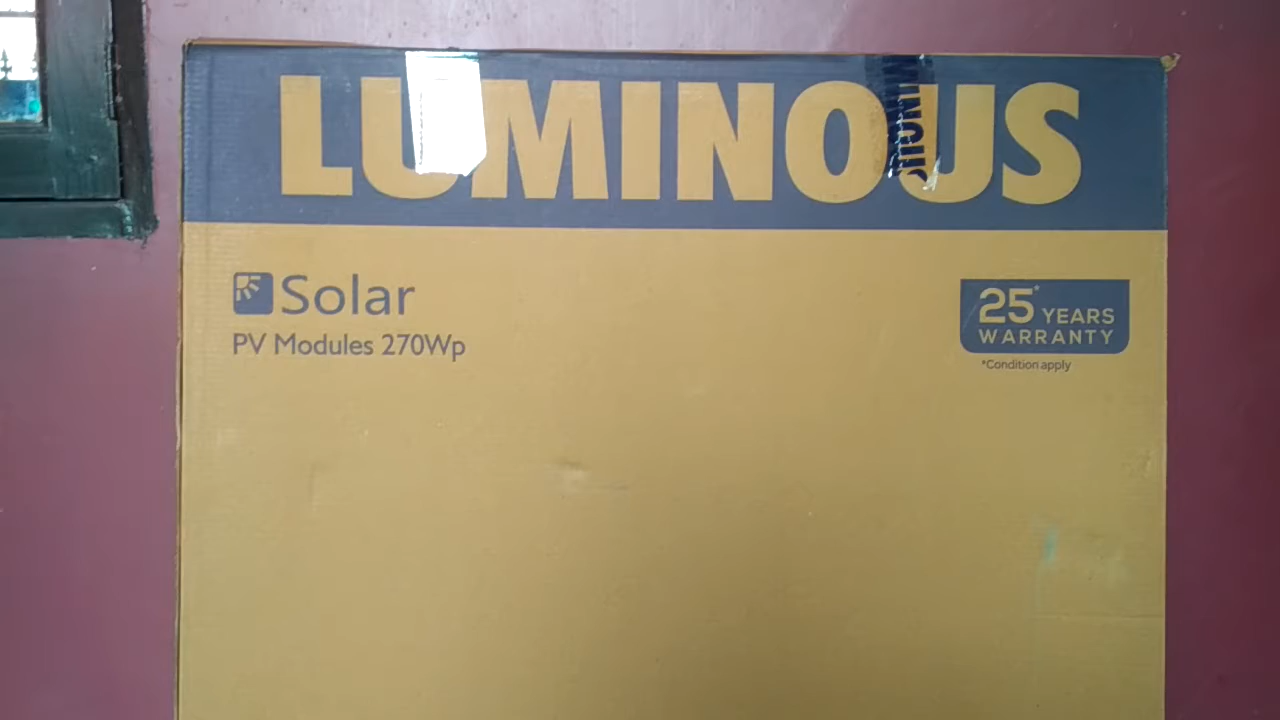 LUMINOUS
Solar
PV Modules 270Wp
25* YEARS
WARRANTY
*Condition apply